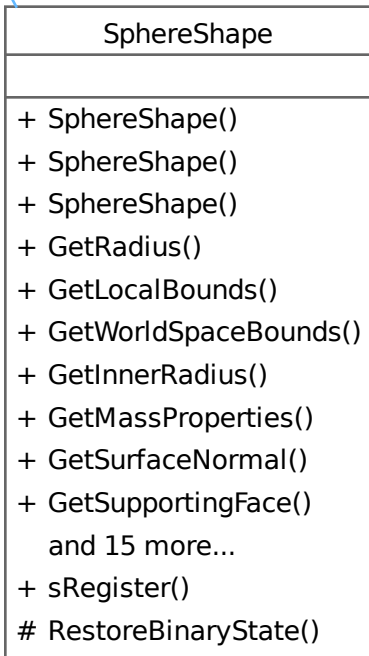 SphereShape
+ SphereShape()
+ SphereShape()
+ SphereShape()
+ GetRadius()
+ GetLocalBounds()
+ GetWorldSpaceBounds()
+ GetInnerRadius()
+ GetMassProperties()
+ GetSurfaceNormal()
+ GetSupportingFace()
and 15 more...
+ sRegister()
# RestoreBinaryState()